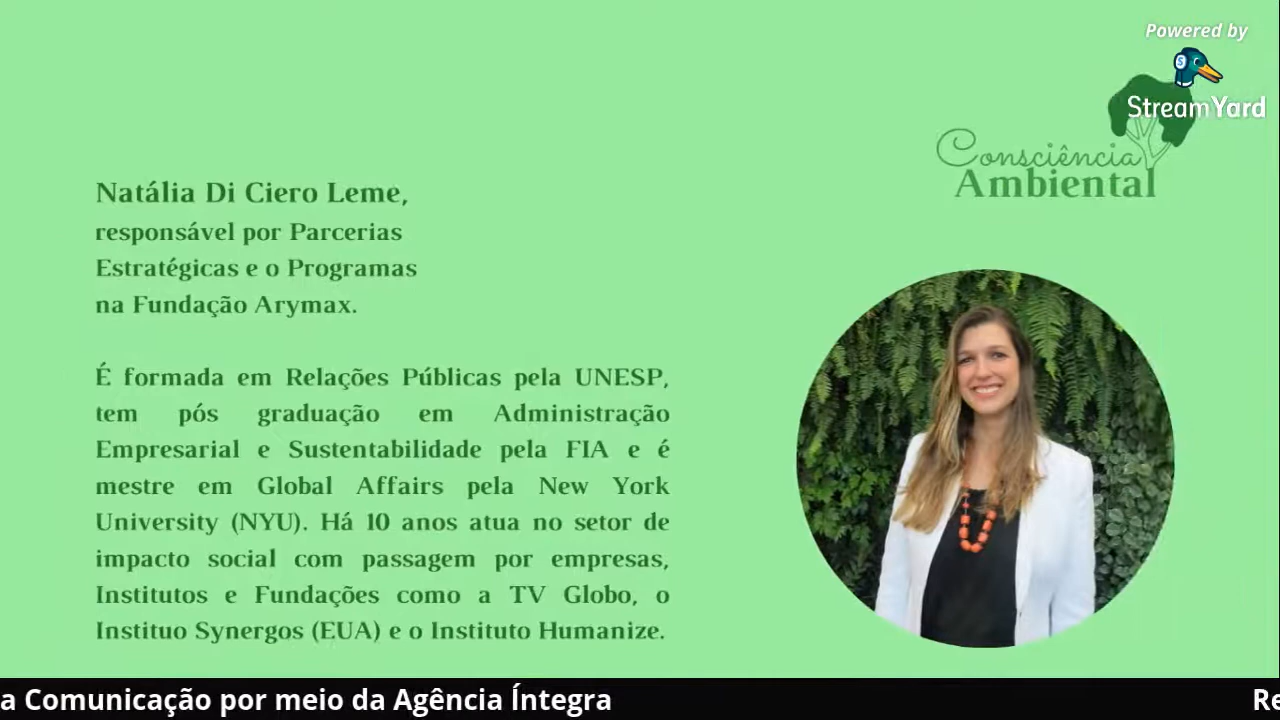 Powered by
StreamYard
Consciência
Ambiental
Natália Di Ciero Leme,
responsável por Parcerias
Estratégicas e o Programas
na Fundação Arymax.
É formada em Relações Públicas pela UNESP,
tem pós graduação em Administração
Empresarial e Sustentabilidade pela FIA e é
mestre em Global Affairs pela New York
University (NYU). Há 10 anos atua no setor de
impacto social com passagem por empresas,
Institutos e Fundações como a TV Globo, o
Instituo Synergos (EUA) e o Instituto Humanize.
a Comunicação por meio da Agência Íntegra